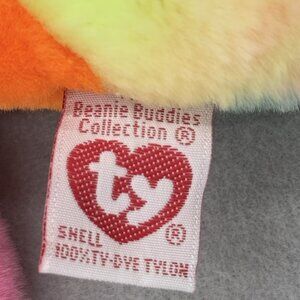 Beanie Buddies
Collection ®
ty ®
SHELL
100% TY-DYE TYLON